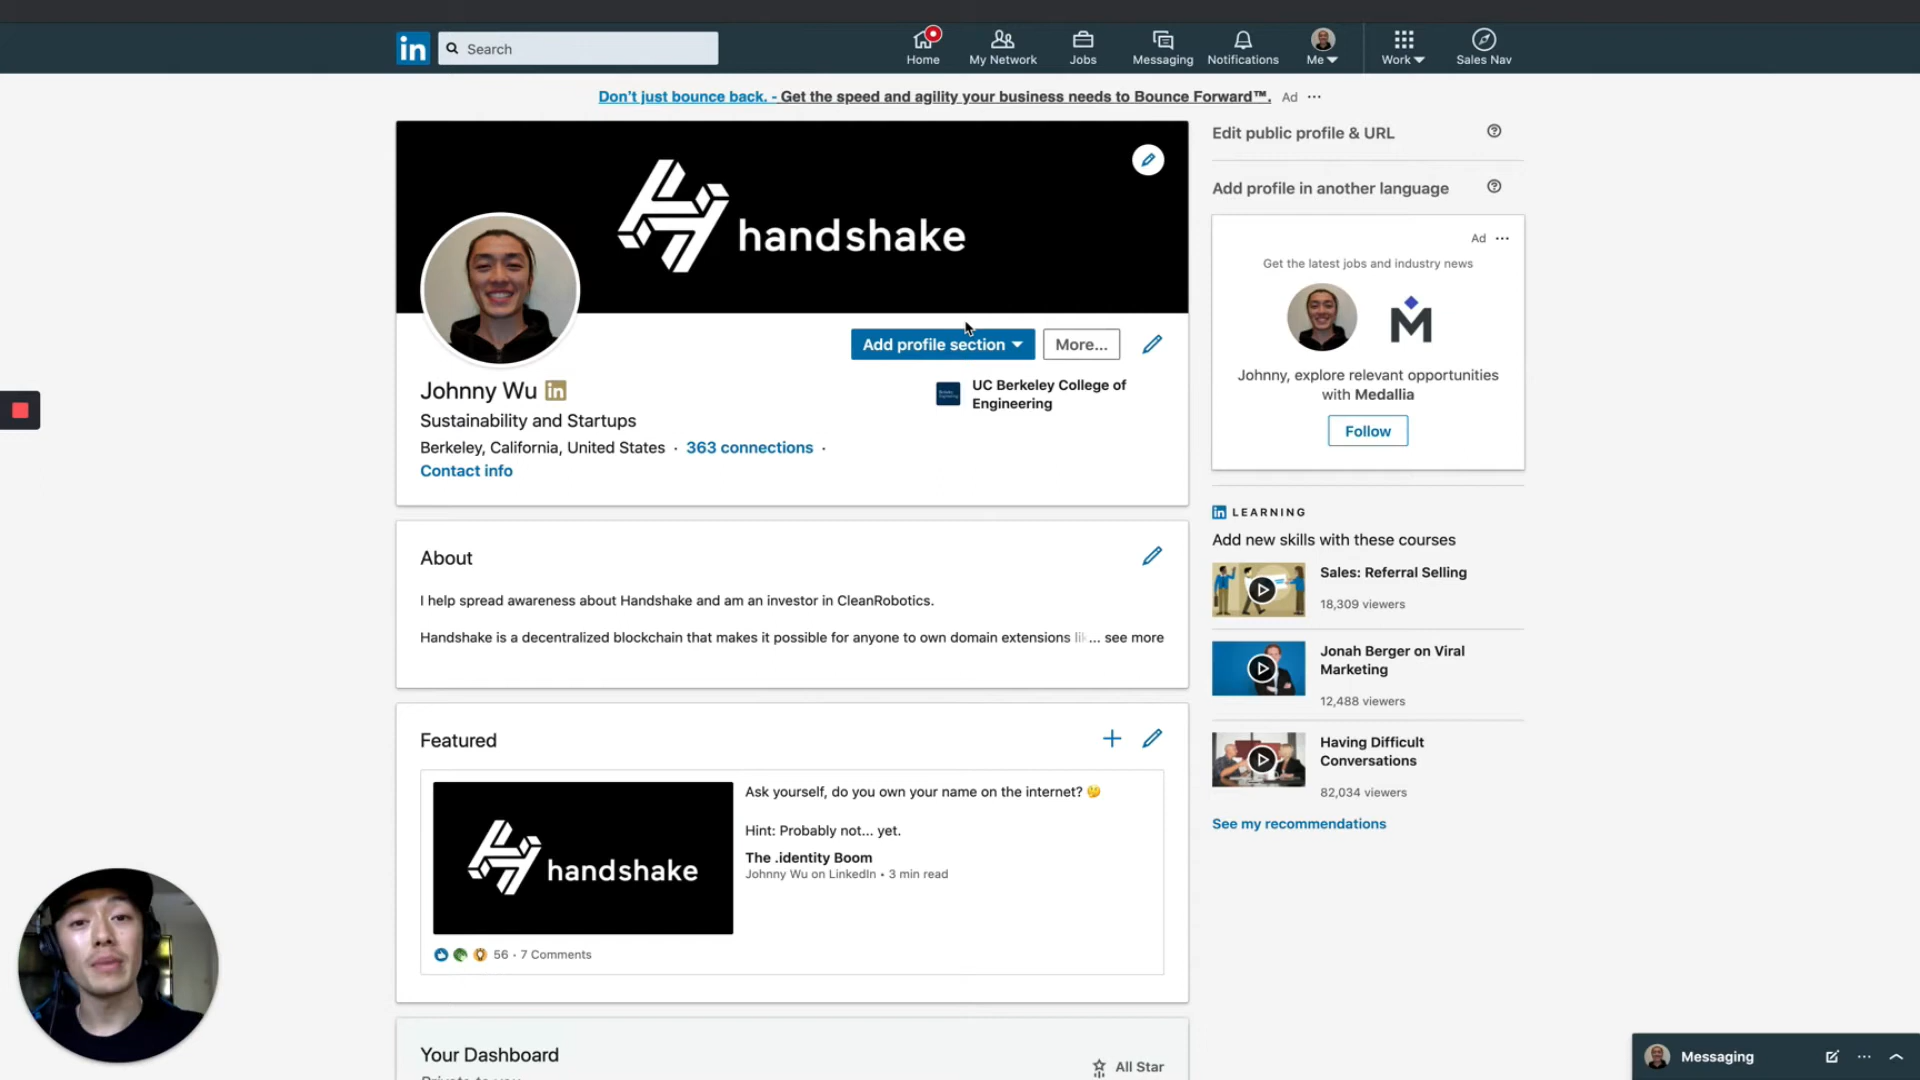 in
Search
Home
My Network
Jobs
Messaging
Notifications
Me
Work
Sales Nav
Don't just bounce back. - Get the speed and agility your business needs to Bounce Forward™.
Ad
handshake
Add profile section
More...
Johnny Wu in
Sustainability and Startups
Berkeley, California, United States · 363 connections ·
Contact info
UC Berkeley College of
Engineering
About
I help spread awareness about Handshake and am an investor in CleanRobotics.
Handshake is a decentralized blockchain that makes it possible for anyone to own domain extensions ... see more
Featured
handshake
Ask yourself, do you own your name on the internet? 🤔
Hint: Probably not... yet.
The .identity Boom
Johnny Wu on LinkedIn • 3 min read
56 · 7 Comments
Your Dashboard
All Star
Edit public profile & URL
Add profile in another language
Ad
Get the latest jobs and industry news
M
Johnny, explore relevant opportunities
with Medallia
Follow
in LEARNING
Add new skills with these courses
Sales: Referral Selling
18,309 viewers
Jonah Berger on Viral
Marketing
12,488 viewers
Having Difficult
Conversations
82,034 viewers
See my recommendations
Messaging